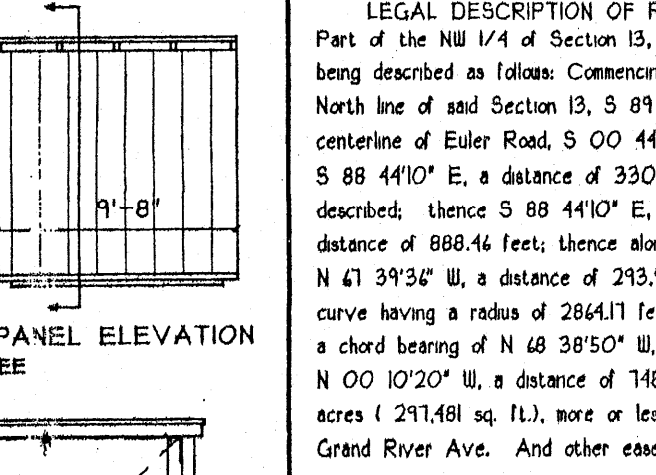 9'-8"
PANEL ELEVATION
EE
LEGAL DESCRIPTION OF
Part of the NW 1/4 of Section 13,
being described as follows: Commencin
North line of said Section 13, S 89
centerline of Euler Road, S 00 44
S 88 44'10" E, a distance of 330
described; thence S 88 44'10" E,
distance of 888.46 feet; thence alon
N 67 39'36" W, a distance of 293.
curve having a radius of 2864.17 fe
a chord bearing of N 68 38'50" W,
N 00 10'20" W, a distance of 748
acres ( 297,481 sq. ft.), more or les
Grand River Ave. And other ease